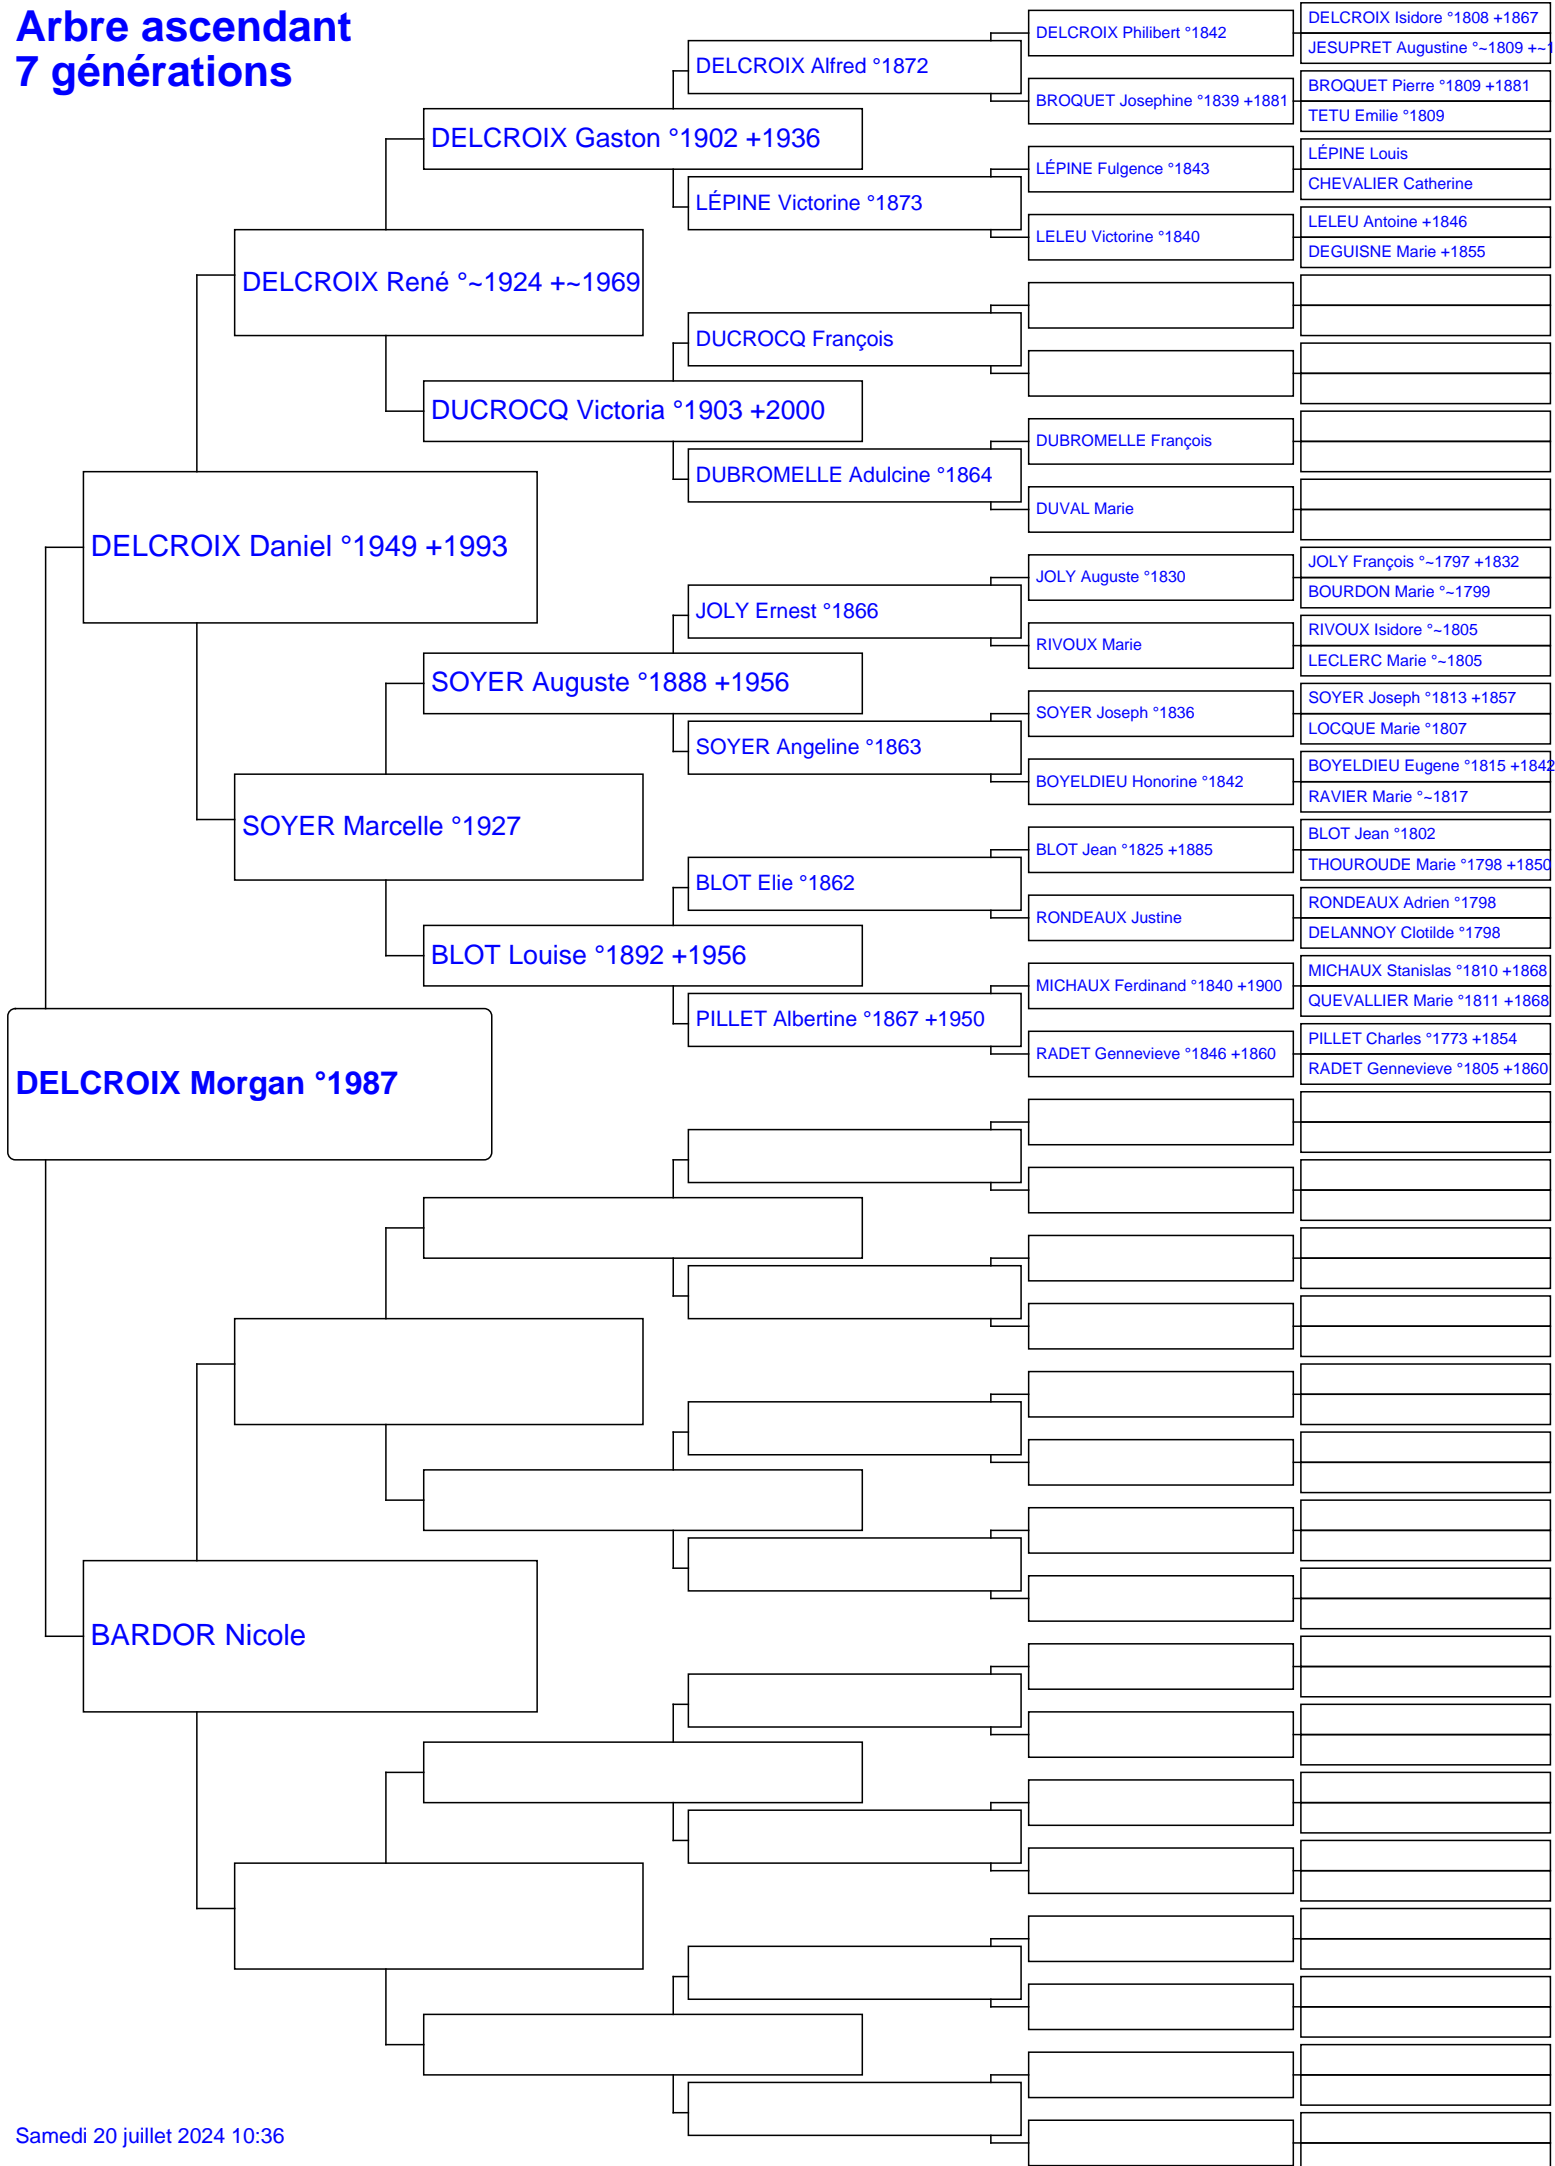 Arbre ascendant
7 générations
DELCROIX Morgan °1987
DELCROIX Daniel °1949 +1993
BARDOR Nicole
DELCROIX René °~1924 +~1969
SOYER Marcelle °1927
DELCROIX Gaston °1902 +1936
DUCROCQ Victoria °1903 +2000
SOYER Auguste °1888 +1956
BLOT Louise °1892 +1956
DELCROIX Alfred °1872
LÉPINE Victorine °1873
DUCROCQ François
DUBROMELLE Adulcine °1864
JOLY Ernest °1866
SOYER Angeline °1863
BLOT Elie °1862
PILLET Albertine °1867 +1950
DELCROIX Philibert °1842
BROQUET Josephine °1839 +1881
LÉPINE Fulgence °1843
LELEU Victorine °1840
DUBROMELLE François
DUVAL Marie
JOLY Auguste °1830
RIVOUX Marie
SOYER Joseph °1836
BOYELDIEU Honorine °1842
BLOT Jean °1825 +1885
RONDEAUX Justine
MICHAUX Ferdinand °1840 +1900
RADET Gennevieve °1846 +1860
DELCROIX Isidore °1808 +1867
JESUPRET Augustine °~1809 +~1
BROQUET Pierre °1809 +1881
TETU Emilie °1809
LÉPINE Louis
CHEVALIER Catherine
LELEU Antoine +1846
DEGUISNE Marie +1855
JOLY François °~1797 +1832
BOURDON Marie °~1799
RIVOUX Isidore °~1805
LECLERC Marie °~1805
SOYER Joseph °1813 +1857
LOCQUE Marie °1807
BOYELDIEU Eugene °1815 +1842
RAVIER Marie °~1817
BLOT Jean °1802
THOUROUDE Marie °1798 +1850
RONDEAUX Adrien °1798
DELANNOY Clotilde °1798
MICHAUX Stanislas °1810 +1868
QUEVALLIER Marie °1811 +1868
PILLET Charles °1773 +1854
RADET Gennevieve °1805 +1860
Samedi 20 juillet 2024 10:36